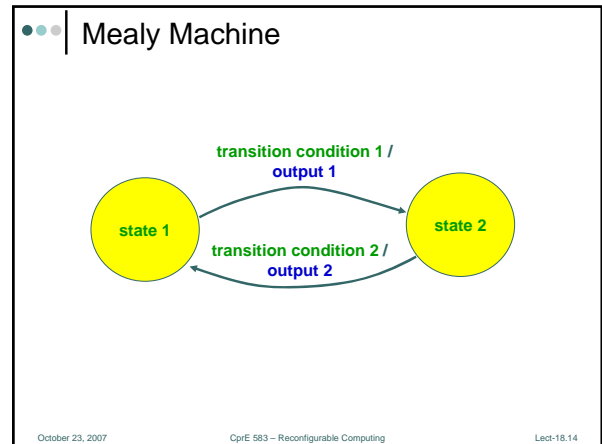 Mealy Machine
transition condition 1 /
output 1
state 1
state 2
transition condition 2 /
output 2
October 23, 2007
CprE 583 – Reconfigurable Computing
Lect-18.14